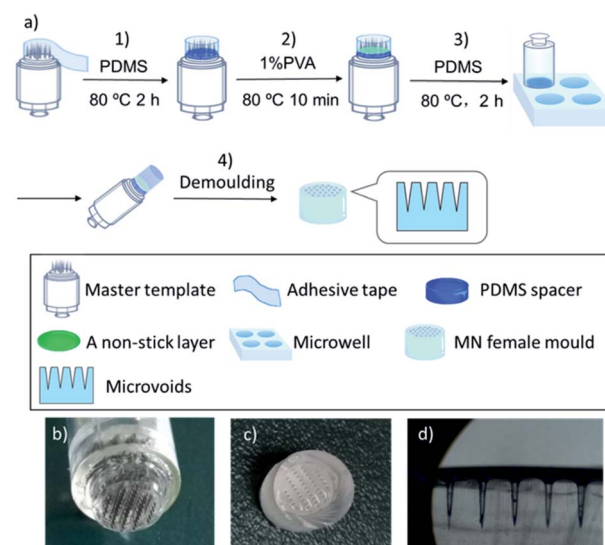 a)
1)
PDMS
80 ºC 2 h
2)
1%PVA
80 ºC 10 min
3)
PDMS
80 ºC, 2 h
4)
Demoulding
Master template
Adhesive tape
PDMS spacer
A non-stick layer
Microwell
MN female mould
Microvoids
b)
c)
d)